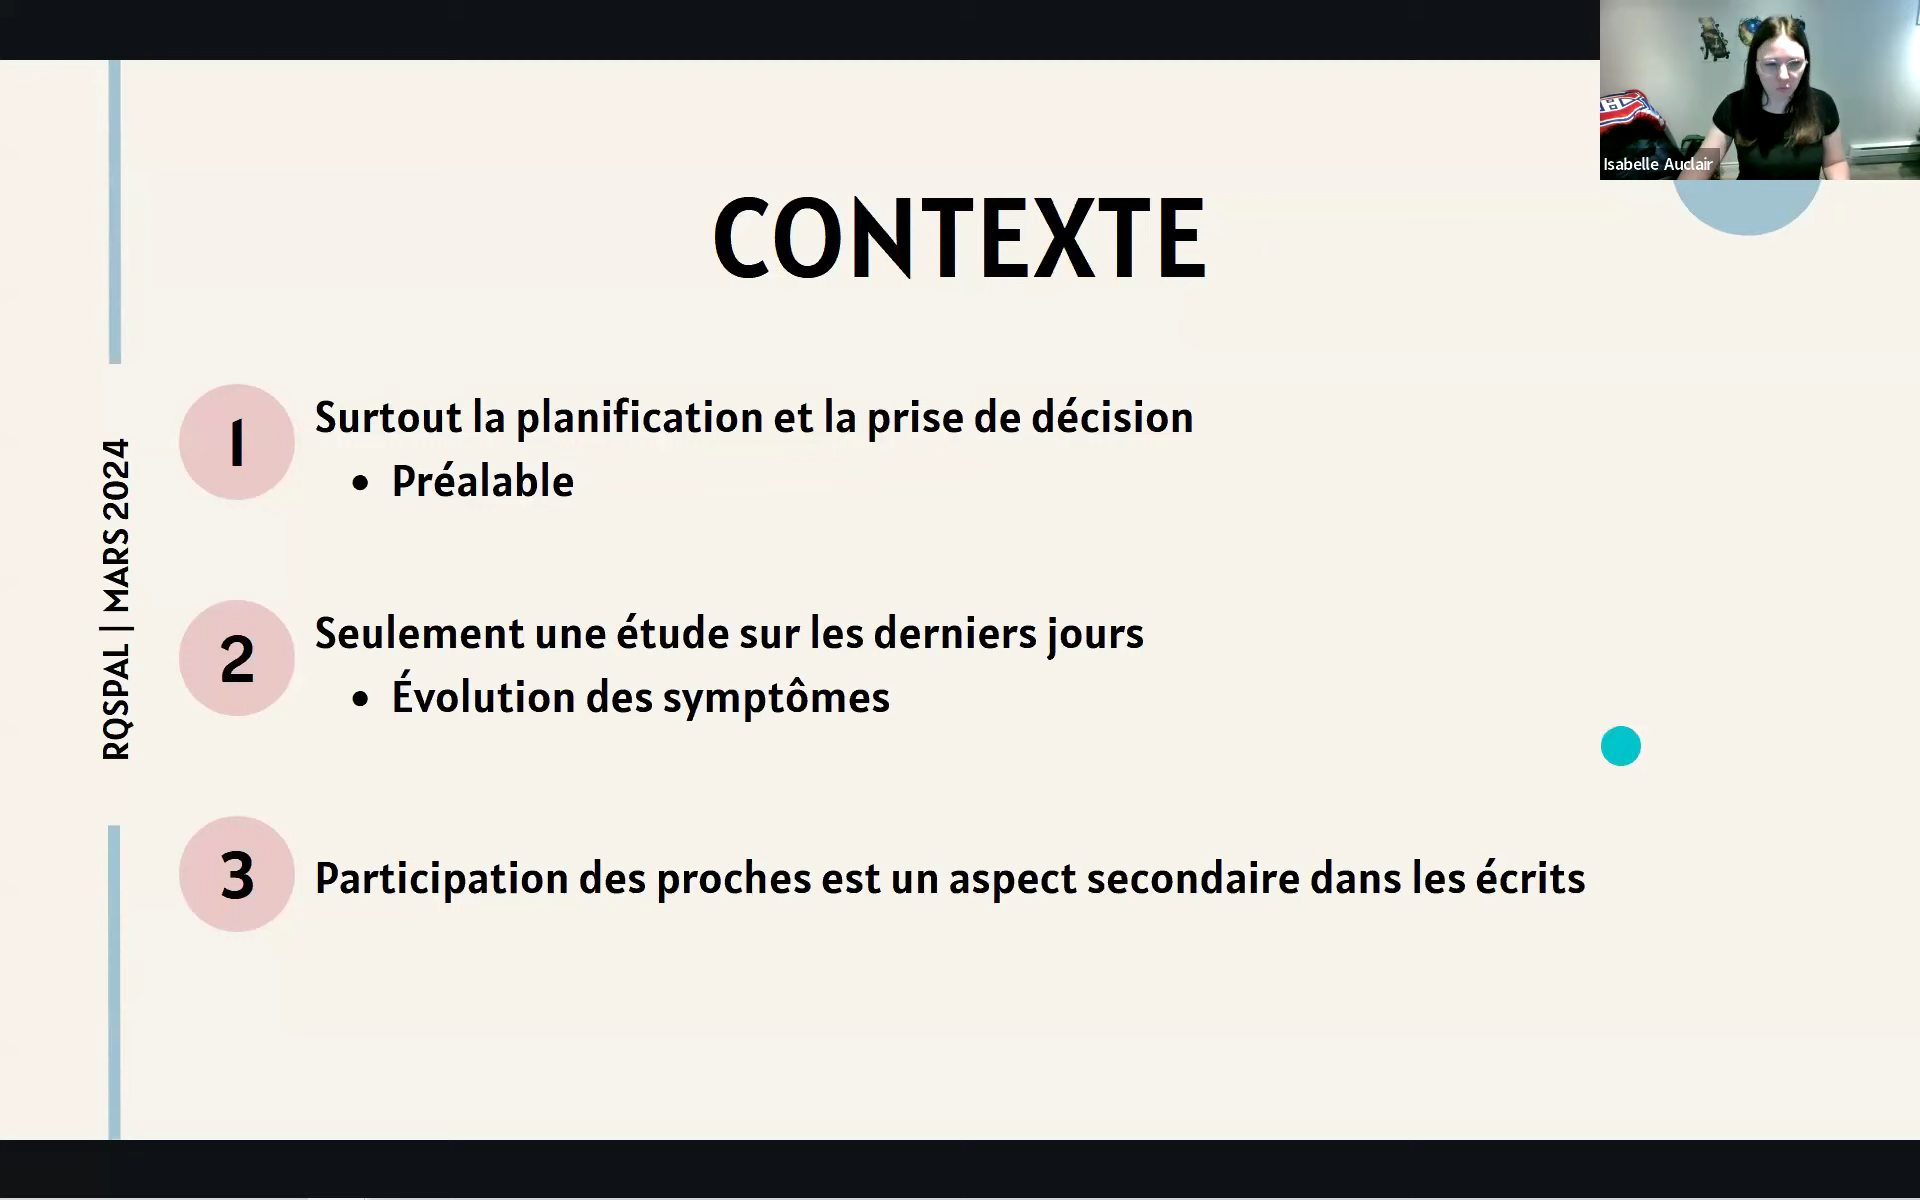 Isabelle Auclair
CONTEXTE
RQSPAL | MARS 2024
1
Surtout la planification et la prise de décision
• Préalable
2
Seulement une étude sur les derniers jours
• Évolution des symptômes
3
Participation des proches est un aspect secondaire dans les écrits